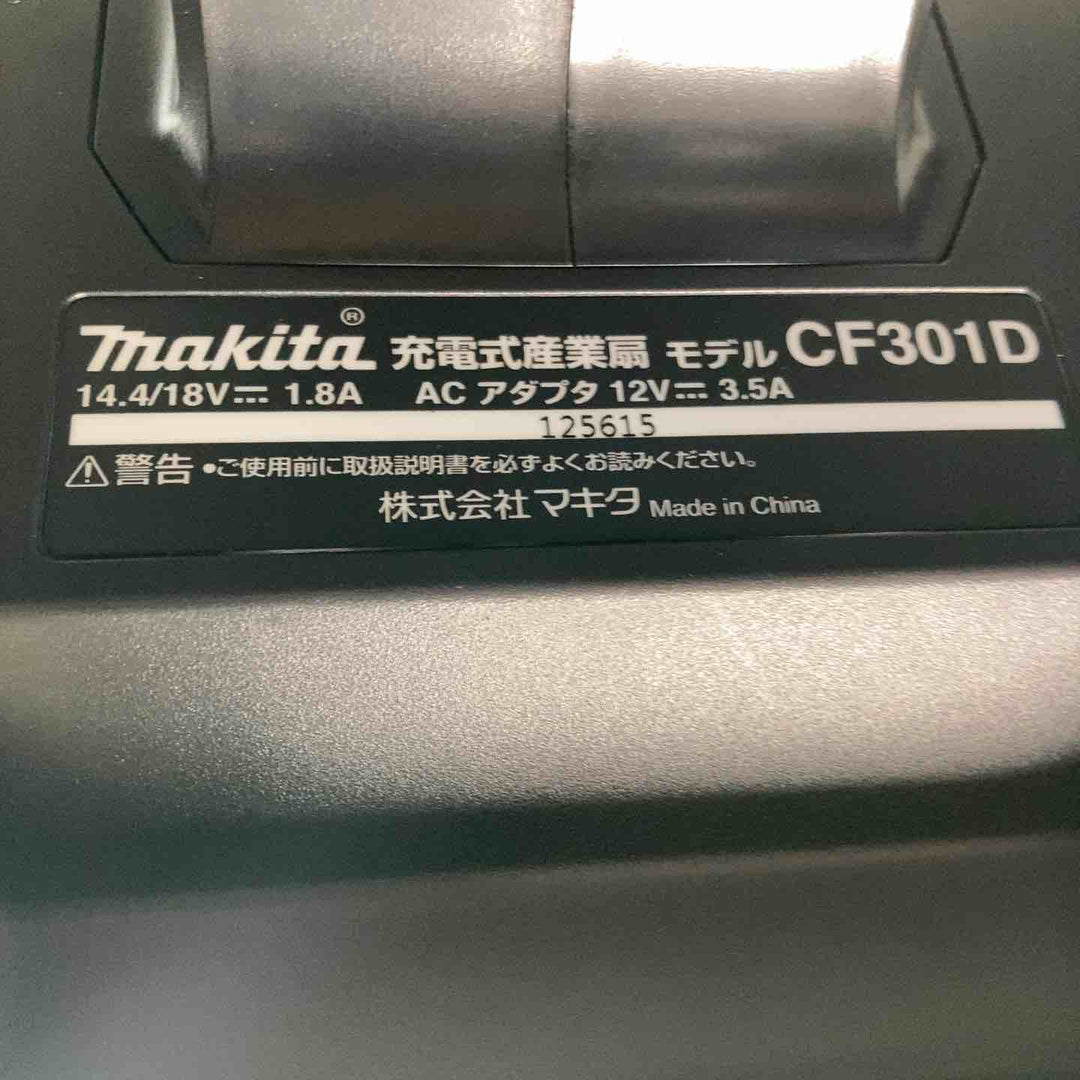 makita® 充電式産業扇 モデル CF301D
14.4/18V⎓ 1.8A AC アダプタ 12V⎓ 3.5A
125615
⚠警告 •ご使用前に取扱説明書を必ずよくお読みください。
株式会社マキタ Made in China